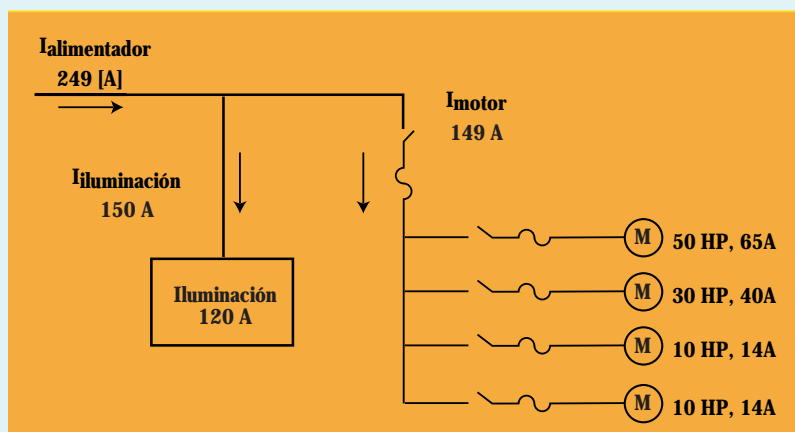 Ialimentador
249 [A]
Imotor
149 A
Iiluminación
150 A
Iluminación
120 A
M 50 HP, 65A
M 30 HP, 40A
M 10 HP, 14A
M 10 HP, 14A